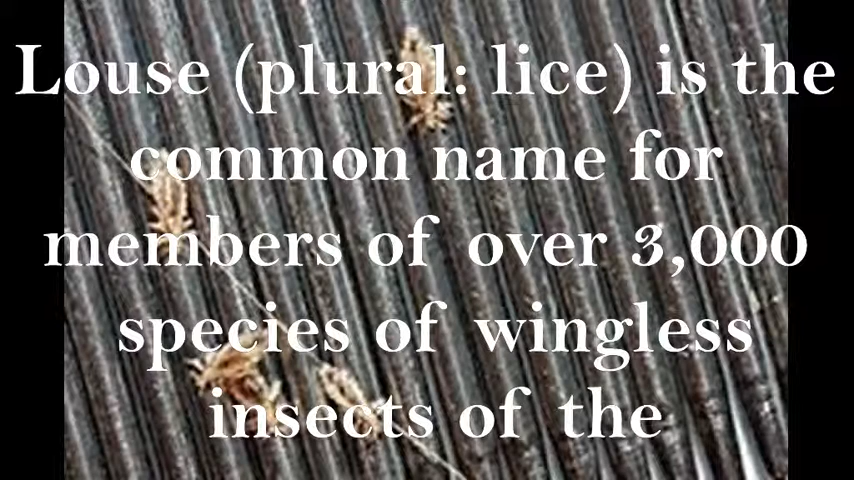 Louse (plural: lice) is the
common name for
members of over 3,000
species of wingless
insects of the